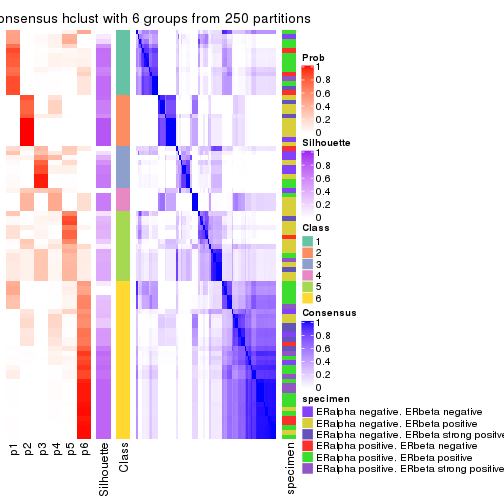 onsensus hclust with 6 groups from 250 partitions
Prob
1
0.8
0.6
0.4
0.2
0
Silhouette
1
0.8
0.6
0.4
0.2
0
Class
1
2
3
4
5
6
Consensus
1
0.8
0.6
0.4
0.2
0
specimen
ERalpha negative. ERbeta negative
ERalpha negative. ERbeta positive
ERalpha negative. ERbeta strong positive
ERalpha positive. ERbeta negative
ERalpha positive. ERbeta positive
ERalpha positive. ERbeta strong positive
p1
p2
p3
p4
p5
p6
Silhouette
Class
specimen